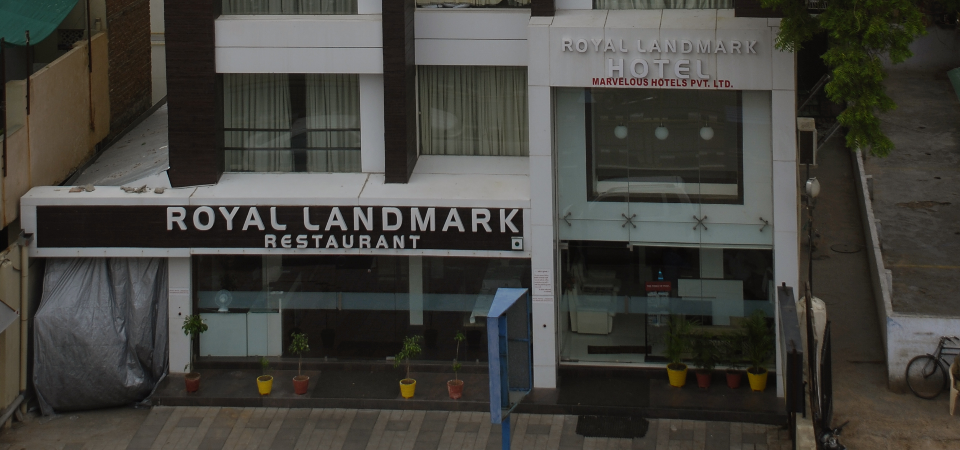 ROYAL LANDMARK
HOTEL
MARVELOUS HOTELS PVT. LTD.
ROYAL LANDMARK
RESTAURANT